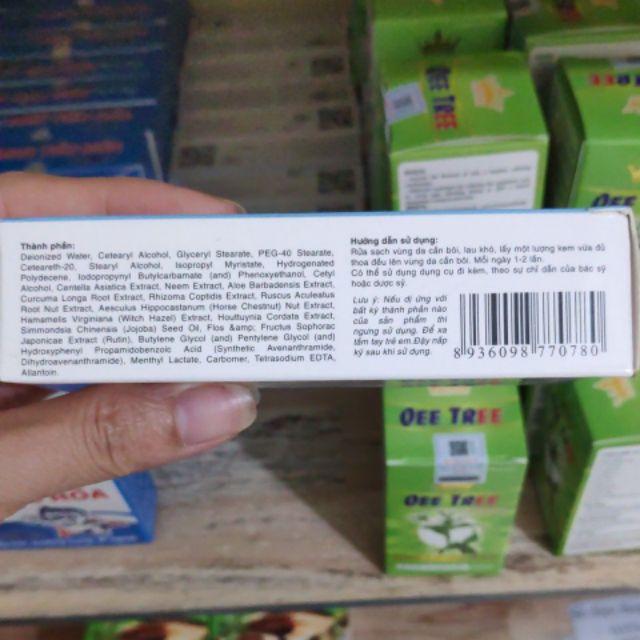 QEE TREE
QEE
Thành phần:
Deionized Water, Cetearyl Alcohol, Glyceryl Stearate, PEG-40 Stearate,
Ceteareth-20, Stearyl Alcohol, Isopropyl Myristate, Hydrogenated
Polydecene, Iodopropynyl Butylcarbamate (and) Phenoxyethanol, Cetyl
Alcohol, Centella Asiatica Extract, Neem Extract, Aloe Barbadensis Extract,
Curcuma Longa Root Extract, Rhizoma Coptidis Extract, Ruscus Aculeatus
Root Nut Extract, Aesculus Hippocastanum (Horse Chestnut) Nut Extract,
Hamamelis Virginiana (Witch Hazel) Extract, Houttuynia Cordata Extract,
Simmondsia Chinensis (Jojoba) Seed Oil, Flos &amp; Fructus Sophorac
Japonicae Extract (Rutin), Butylene Glycol (and) Pentylene Glycol (and)
Hydroxyphenyl Propamidobenzoic Acid (Synthetic Avenanthramide,
Dihydroavenanthramide), Menthyl Lactate, Carbomer, Tetrasodium EDTA,
Allantoin.
Hướng dẫn sử dụng:
Rửa sạch vùng da cần bôi, lau khô, lấy một lượng kem vừa đủ
thoa đều lên vùng da cần bôi. Mỗi ngày 1-2 lần.
Có thể sử dụng dụng cụ đi kèm, theo sự chỉ dẫn của bác sỹ
hoặc dược sỹ.
Lưu ý: Nếu dị ứng với
bất kỳ thành phần nào
của sản phẩm thì
ngưng sử dụng. Để xa
tầm tay trẻ em. Đậy nắp
kỹ sau khi sử dụng.
8 936098 770780
QEE TREE
QEE TREE